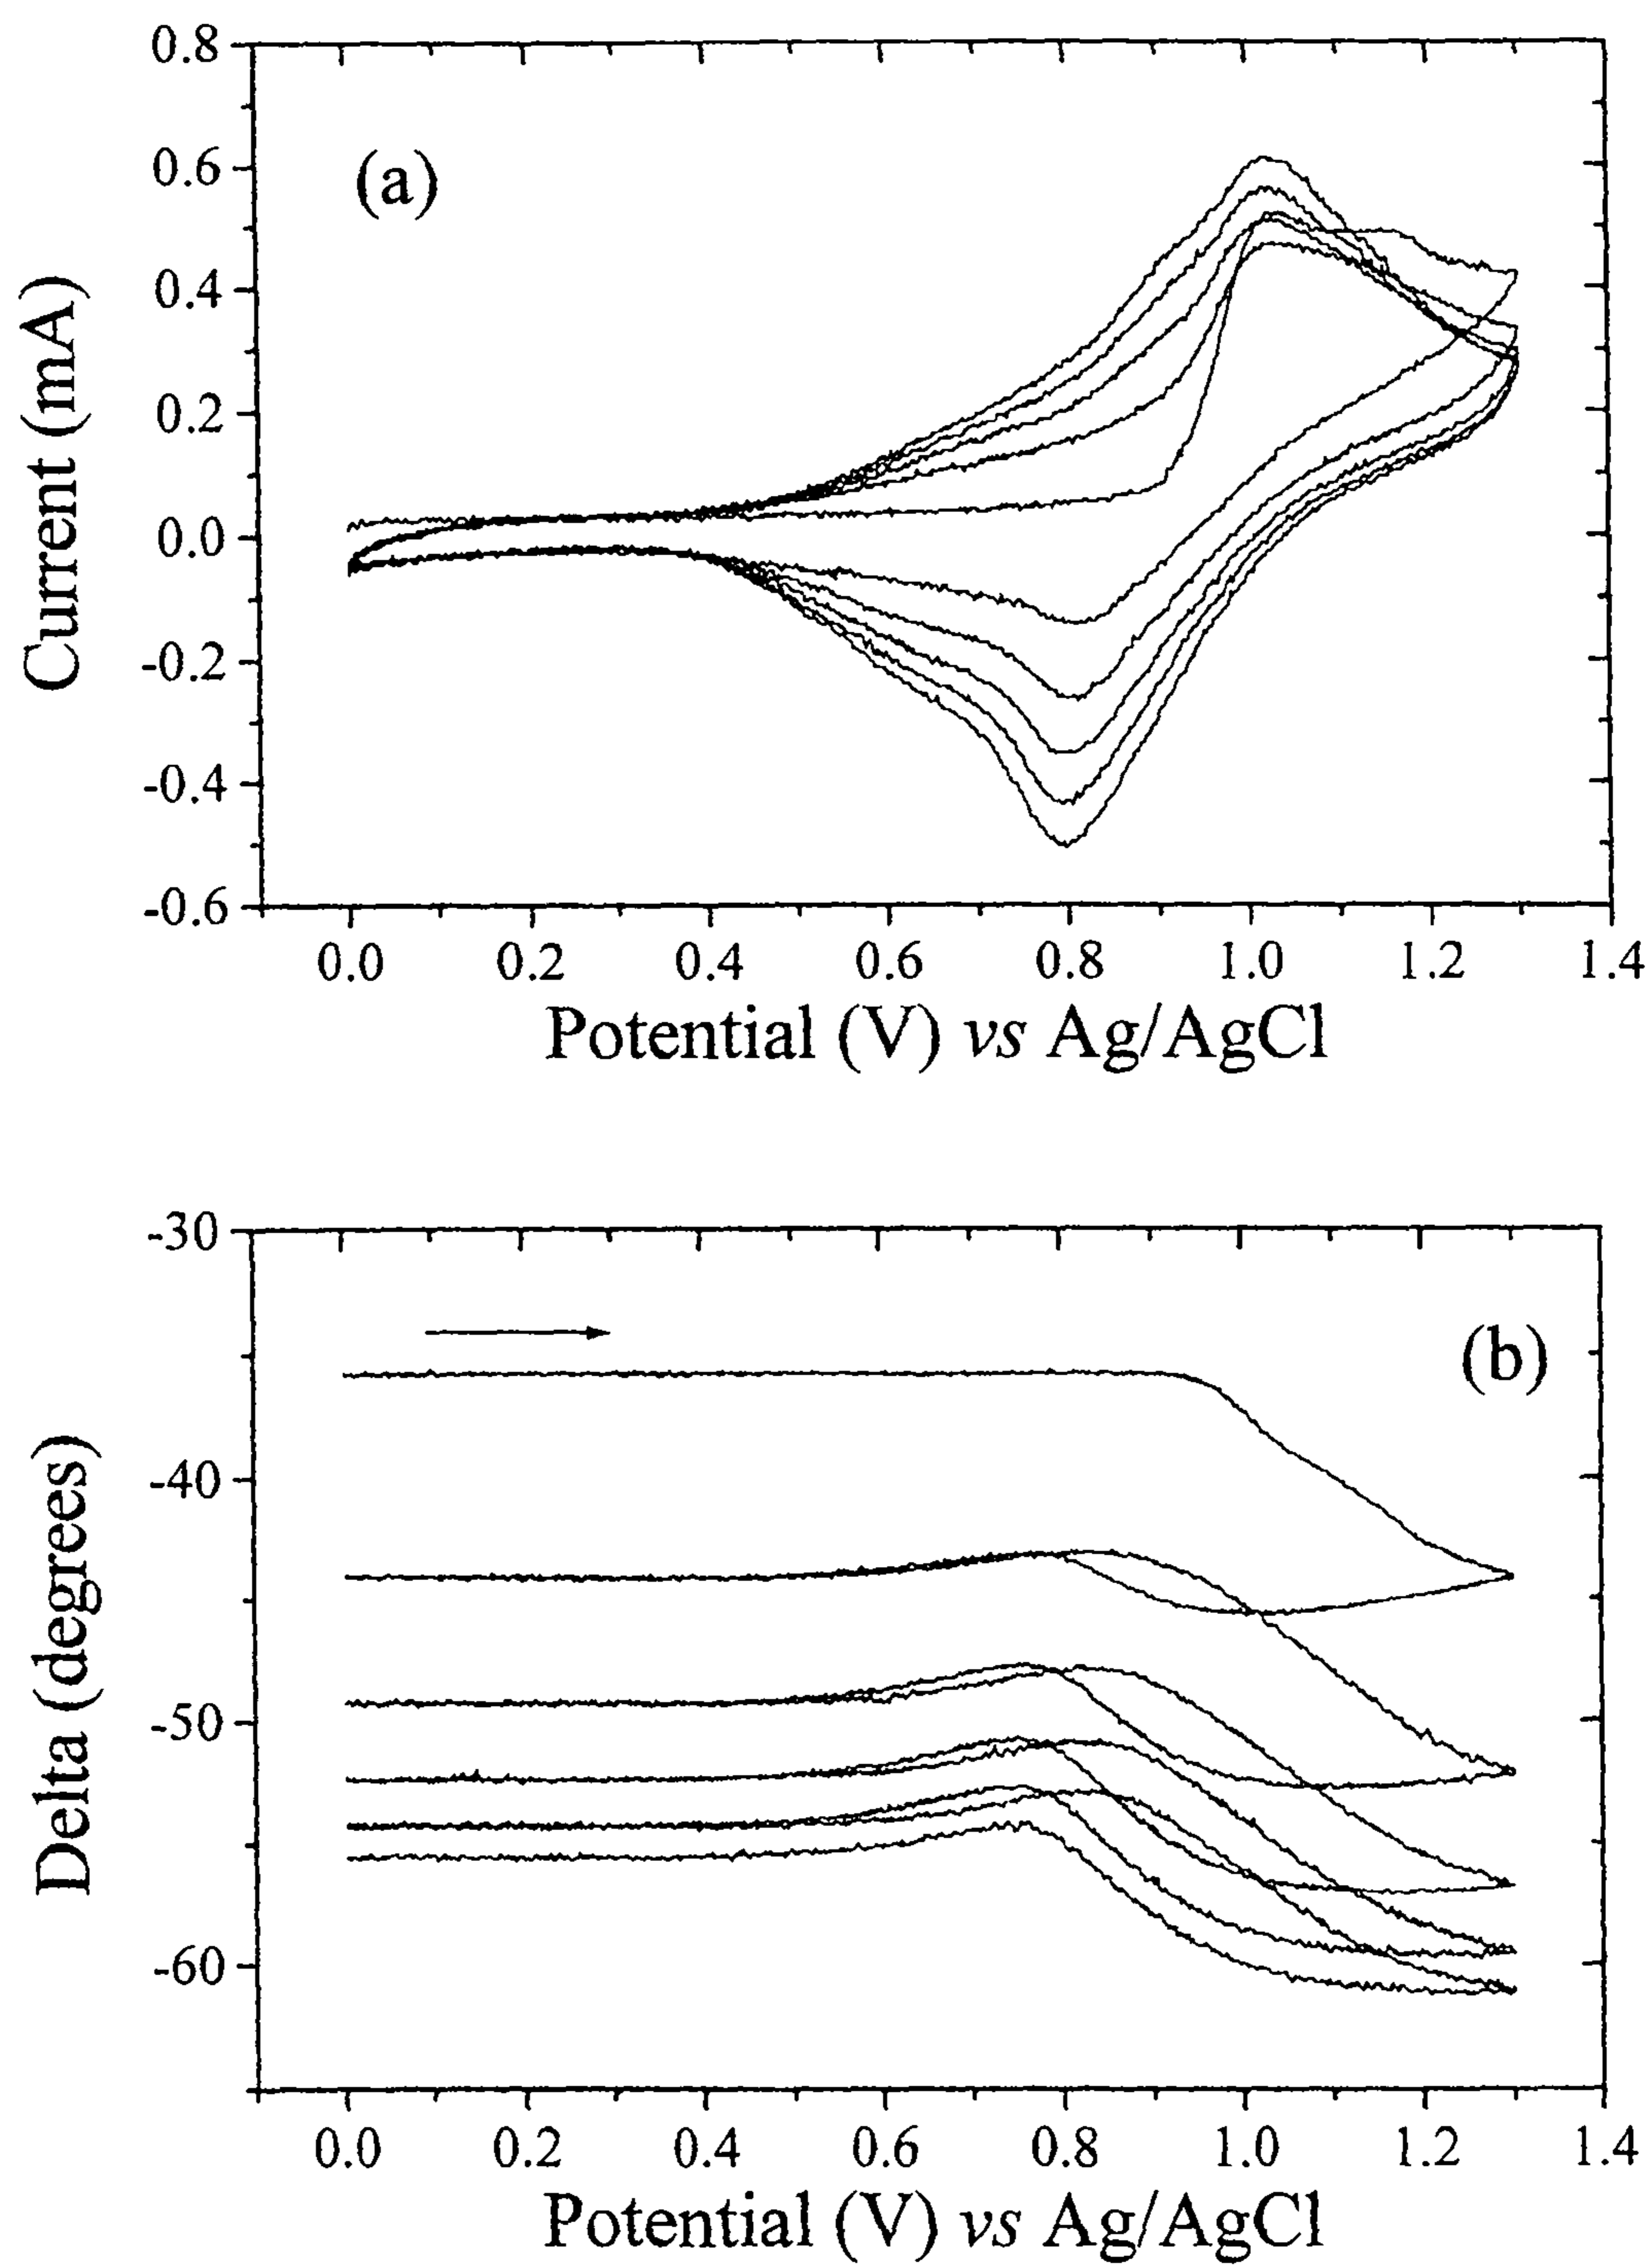 0.8
(a)
0.6
0.4
0.2
0.0
-0.2
-0.4
-0.6
Current (mA)
0.0 0.2 0.4 0.6 0.8 1.0 1.2 1.4
Potential (V) vs Ag/AgCl
-30
(b)
-40
-50
-60
Delta (degrees)
0.0 0.2 0.4 0.6 0.8 1.0 1.2 1.4
Potential (V) vs Ag/AgCl